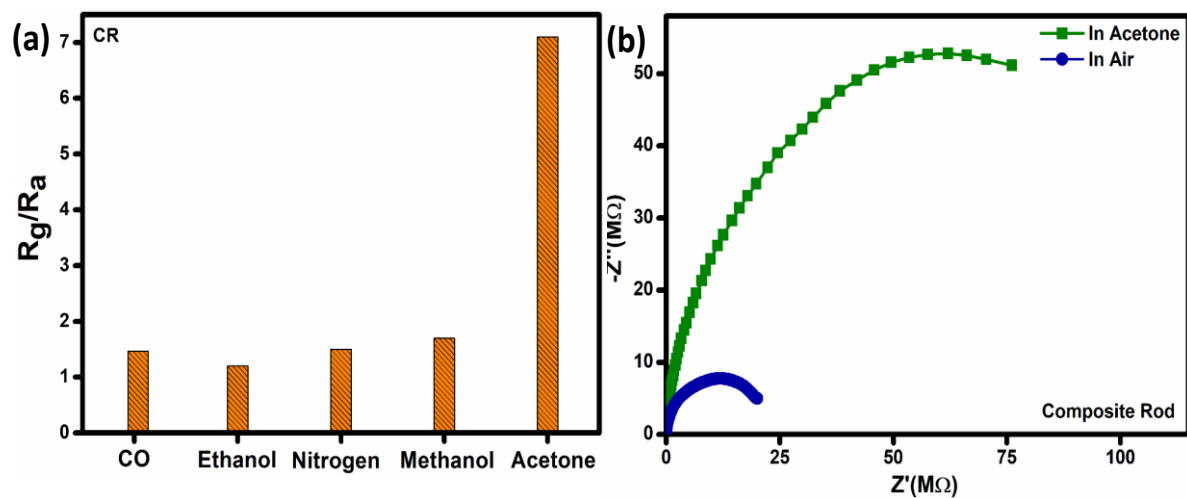 (a)
CR
Rg/Ra
7
6
5
4
3
2
1
0
CO Ethanol Nitrogen Methanol Acetone
(b)
In Acetone
In Air
-Z''(MΩ)
50
40
30
20
10
0
Composite Rod
0 25 50 75 100
Z'(MΩ)